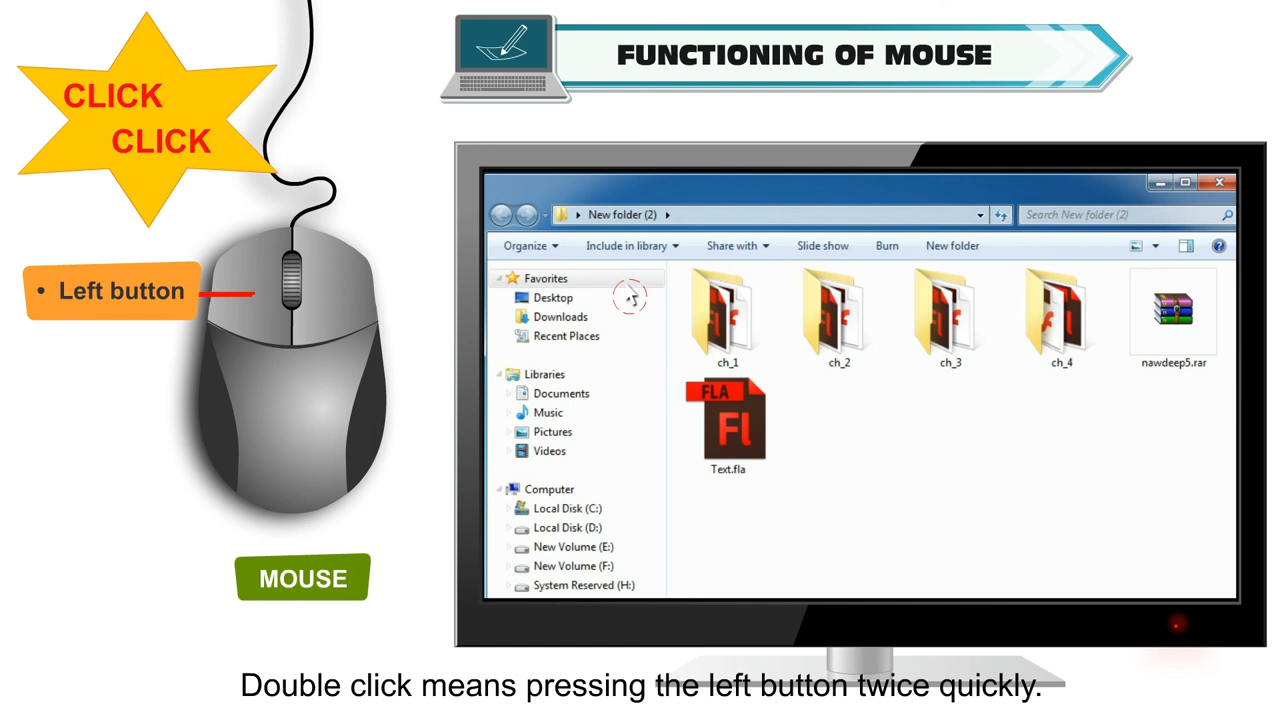 FUNCTIONING OF MOUSE
CLICK
CLICK
• Left button
MOUSE
New folder (2)
Search New folder (2)
Organize
Include in library
Share with
Slide show
Burn
New folder
Favorites
Desktop
Downloads
Recent Places
Libraries
Documents
Music
Pictures
Videos
Computer
Local Disk (C:)
Local Disk (D:)
New Volume (E:)
New Volume (F:)
System Reserved (H:)
ch_1
ch_2
ch_3
ch_4
nawdeep5.rar
FLA
Fl
Text.fla
Double click means pressing the left button twice quickly.